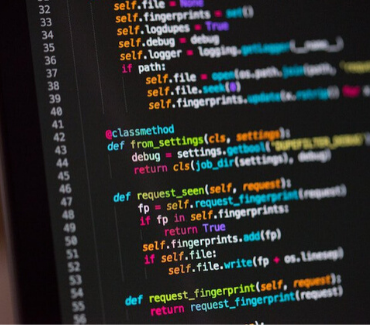 32 self.file = None
33 self.fingerprints = set()
34 self.logdupes = True
35 self.debug = debug
36 self.logger = logging.getLogger(__name__)
37 if path:
38 self.file = open(os.path.join(path,
39 self.file.seek(0)
40 self.fingerprints.update(
41
42 @classmethod
43 def from_settings(cls, settings):
44 debug = settings.getbool(
45 return cls(job_dir(settings), debug)
46
47 def request_seen(self, request):
48 fp = self.request_fingerprint(request)
49 if fp in self.fingerprints:
50 return True
51 self.fingerprints.add(fp)
52 if self.file:
53 self.file.write(fp + os.linesep)
54
55 def request_fingerprint(self, request):
56 return request_fingerprint(request)